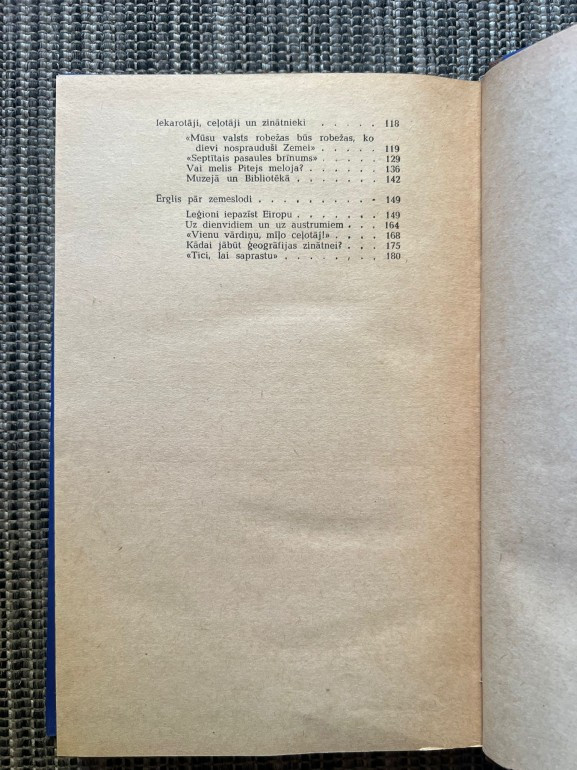 Iekarotāji, ceļotāji un zinātnieki . . . . . 118
«Mūsu valsts robežas būs robežas, ko
dievi nosprauduši Zemei» . . . . . 119
«Septītais pasaules brīnums» . . . . . 129
Vai melis Pitejs meloja? . . . . . . 136
Muzejā un Bibliotēkā . . . . . . . 142
Ērglis pār zemeslodi . . . . . . . . 149
Leģioni iepazīst Eiropu . . . . . . 149
Uz dienvidiem un uz austrumiem . . . . 164
«Vienu vārdiņu, mīļo ceļotāj!» . . . . . 168
Kādai jābūt ģeogrāfijas zinātnei? . . . . 175
«Tici, lai saprastu» . . . . . . . . 180